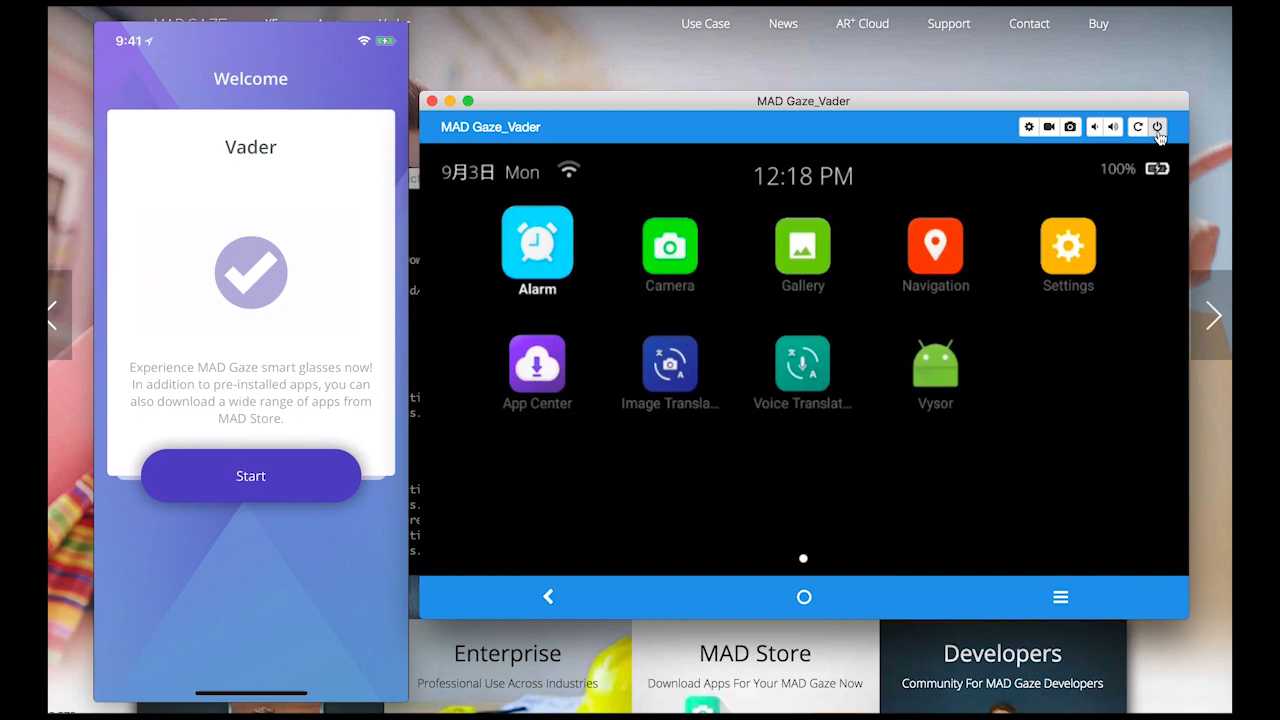 MAD GAZE
Use Case
News
AR+ Cloud
Support
Contact
Buy
9:41
Welcome
Vader
Experience MAD Gaze smart glasses now!
In addition to pre-installed apps, you can
also download a wide range of apps from
MAD Store.
Start
MAD Gaze_Vader
MAD Gaze_Vader
9月3日 Mon
12:18 PM
100%
Alarm
Camera
Gallery
Navigation
Settings
App Center
Image Transla...
Voice Translat...
Vysor
Enterprise
Professional Use Across Industries
MAD Store
Download Apps For Your MAD Gaze Now
Developers
Community For MAD Gaze Developers